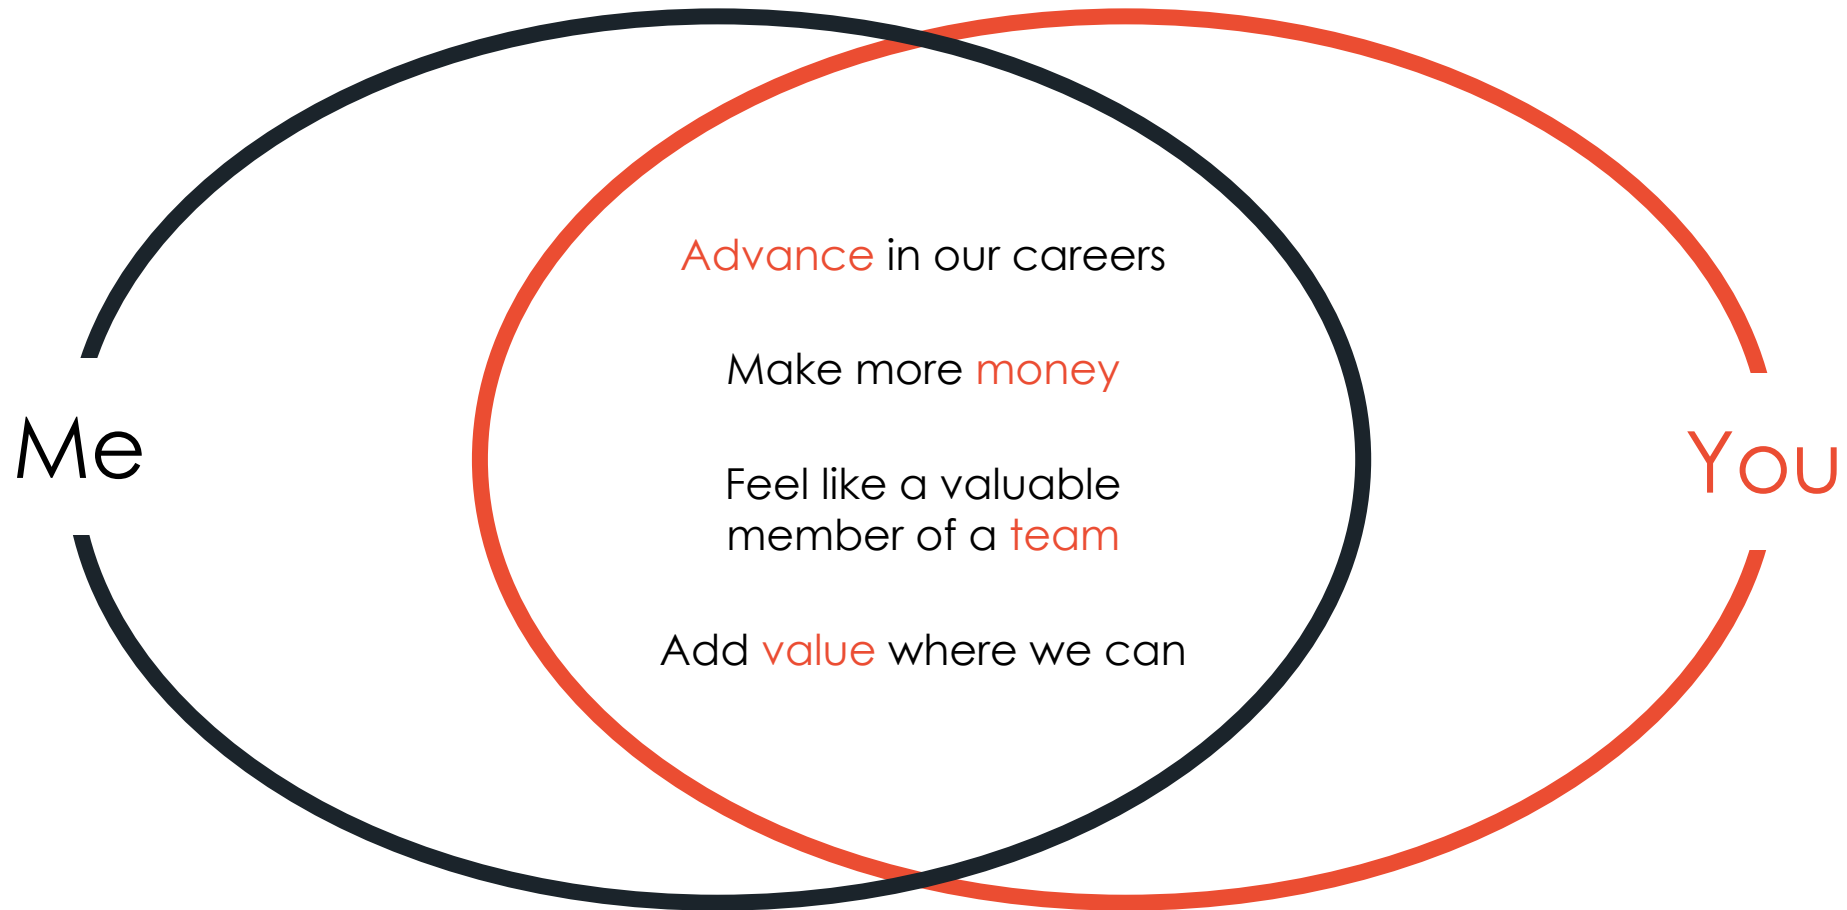 Advance in our careers
Make more money
Me
You
Feel like a valuable
member of a team
Add value where we can